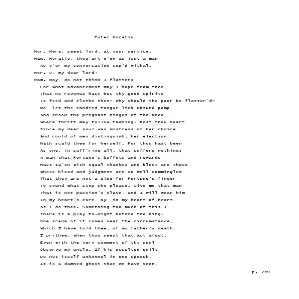 Enter Horatio.
Hor. Here, sweet lord, at your service.
Ham. Horatio, thou art e'en as just a man
As e'er my conversation cop'd withal.
Hor. O, my dear lord!
Ham. Nay, do not think I flatter;
For what advancement may I hope from thee,
That no revenue hast but thy good spirits
To feed and clothe thee? Why should the poor be flatter'd?
No, let the candied tongue lick absurd pomp,
And crook the pregnant hinges of the knee
Where thrift may follow fawning. Dost thou hear?
Since my dear soul was mistress of her choice
And could of men distinguish, her election
Hath seal'd thee for herself. For thou hast been
As one, in suff'ring all, that suffers nothing;
A man that Fortune's buffets and rewards
Hast ta'en with equal thanks; and blest are those
Whose blood and judgment are so well commingled
That they are not a pipe for Fortune's finger
To sound what stop she please. Give me that man
That is not passion's slave, and I will wear him
In my heart's core, ay, in my heart of heart,
As I do thee. Something too much of this!
There is a play to-night before the King.
One scene of it comes near the circumstance,
Which I have told thee, of my father's death.
I prithee, when thou seest that act afoot,
Even with the very comment of thy soul
Observe my uncle. If his occulted guilt
Do not itself unkennel in one speech,
It is a damned ghost that we have seen,